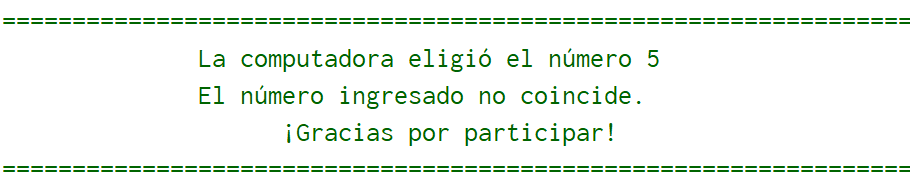 =================================================================
La computadora eligió el número 5
El número ingresado no coincide.
¡Gracias por participar!
=================================================================